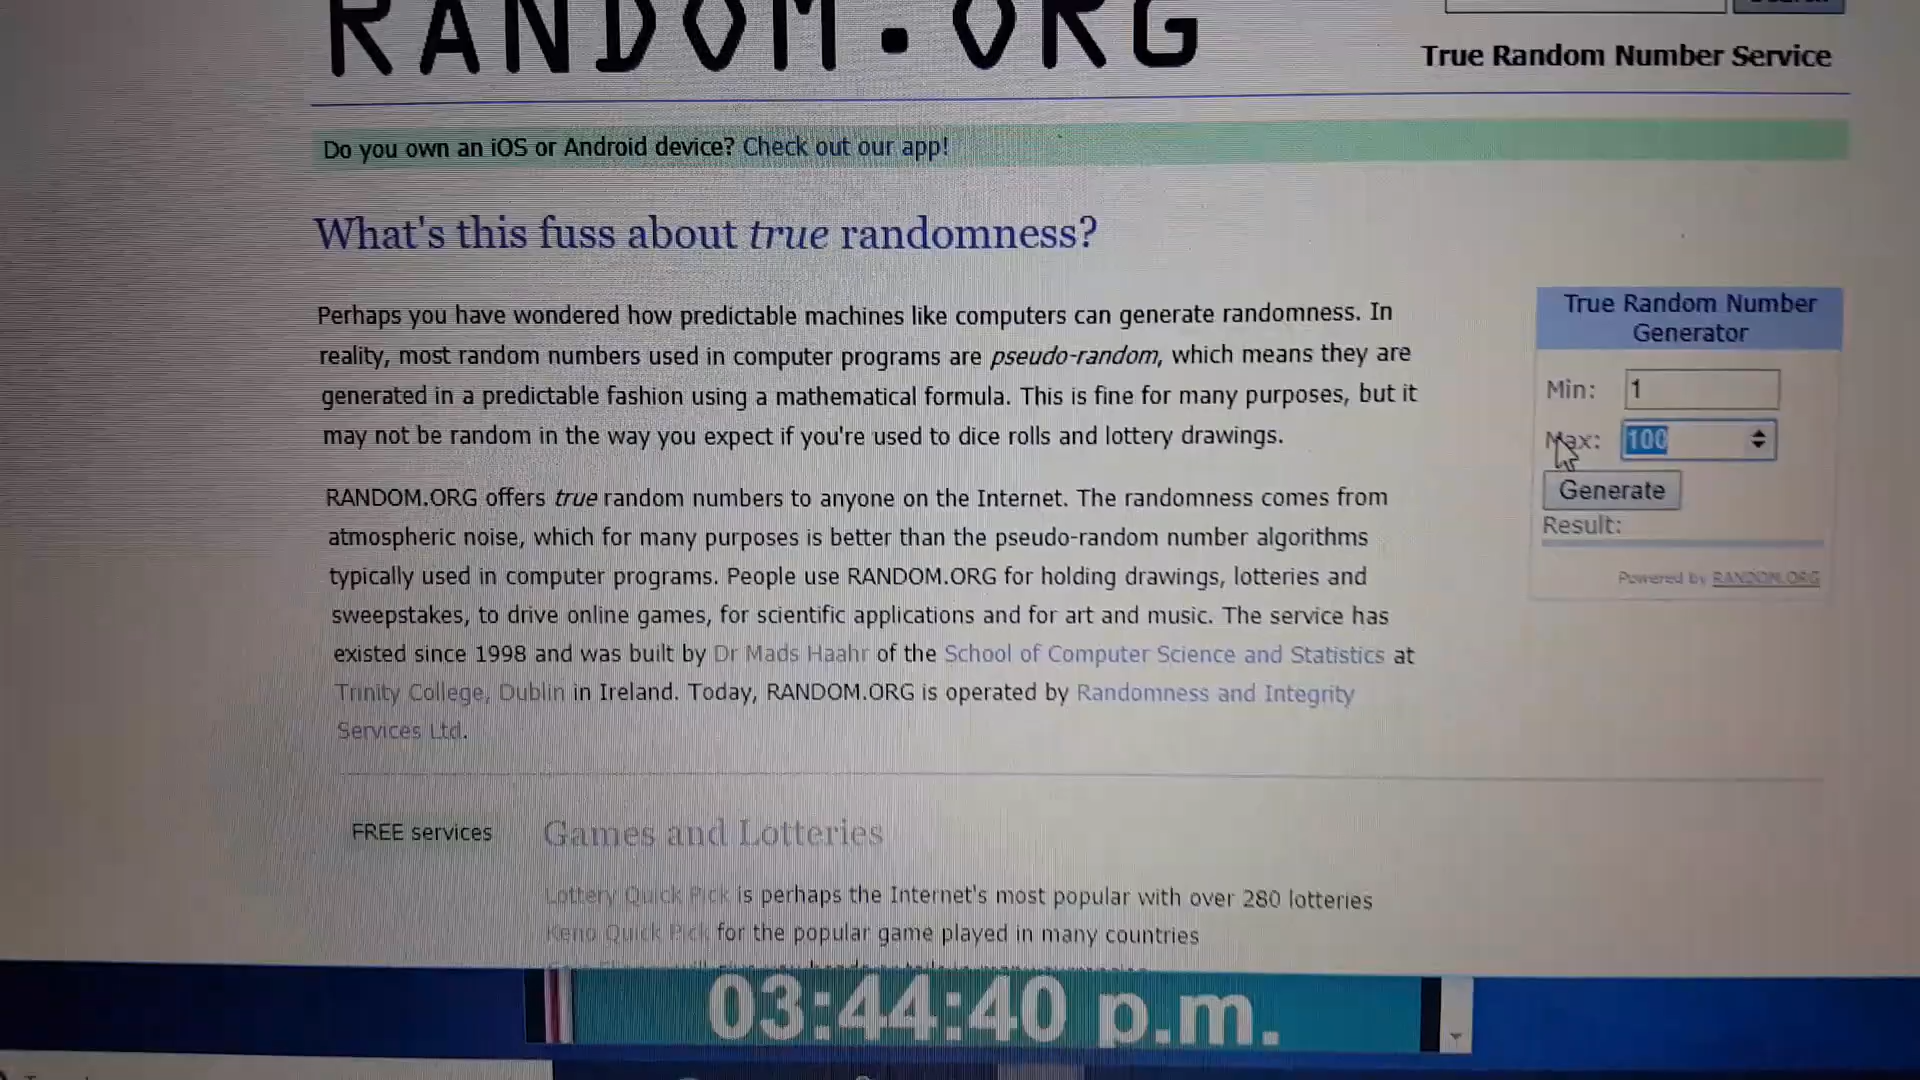 RANDOM.ORG
True Random Number Service
Do you own an iOS or Android device? Check out our app!
What's this fuss about true randomness?
Perhaps you have wondered how predictable machines like computers can generate randomness. In
reality, most random numbers used in computer programs are pseudo-random, which means they are
generated in a predictable fashion using a mathematical formula. This is fine for many purposes, but it
may not be random in the way you expect if you're used to dice rolls and lottery drawings.
RANDOM.ORG offers true random numbers to anyone on the Internet. The randomness comes from
atmospheric noise, which for many purposes is better than the pseudo-random number algorithms
typically used in computer programs. People use RANDOM.ORG for holding drawings, lotteries and
sweepstakes, to drive online games, for scientific applications and for art and music. The service has
existed since 1998 and was built by Dr Mads Haahr of the School of Computer Science and Statistics at
Trinity College, Dublin in Ireland. Today, RANDOM.ORG is operated by Randomness and Integrity
Services Ltd.
True Random Number
Generator
Min: 1
Max: 100
Generate
Result:
Powered by RANDOM.ORG
FREE services
Games and Lotteries
Lottery Quick Pick is perhaps the Internet's most popular with over 280 lotteries
Keno Quick Pick for the popular game played in many countries
03:44:40 p.m.